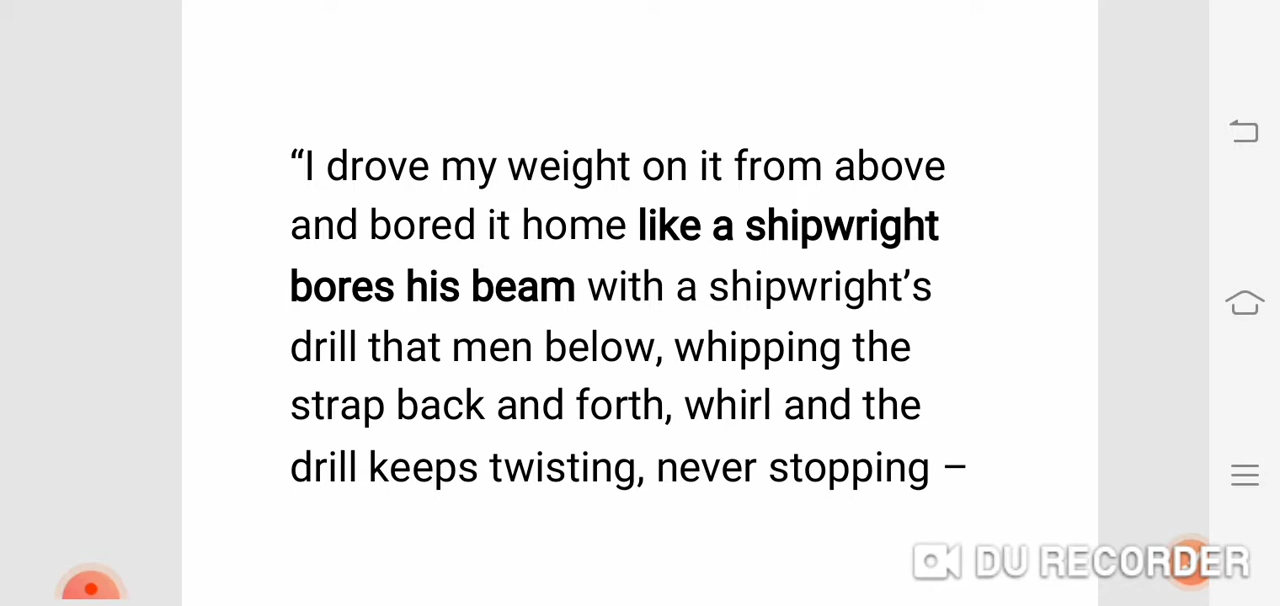 “I drove my weight on it from above
and bored it home like a shipwright
bores his beam with a shipwright’s
drill that men below, whipping the
strap back and forth, whirl and the
drill keeps twisting, never stopping –
DU RECORDER